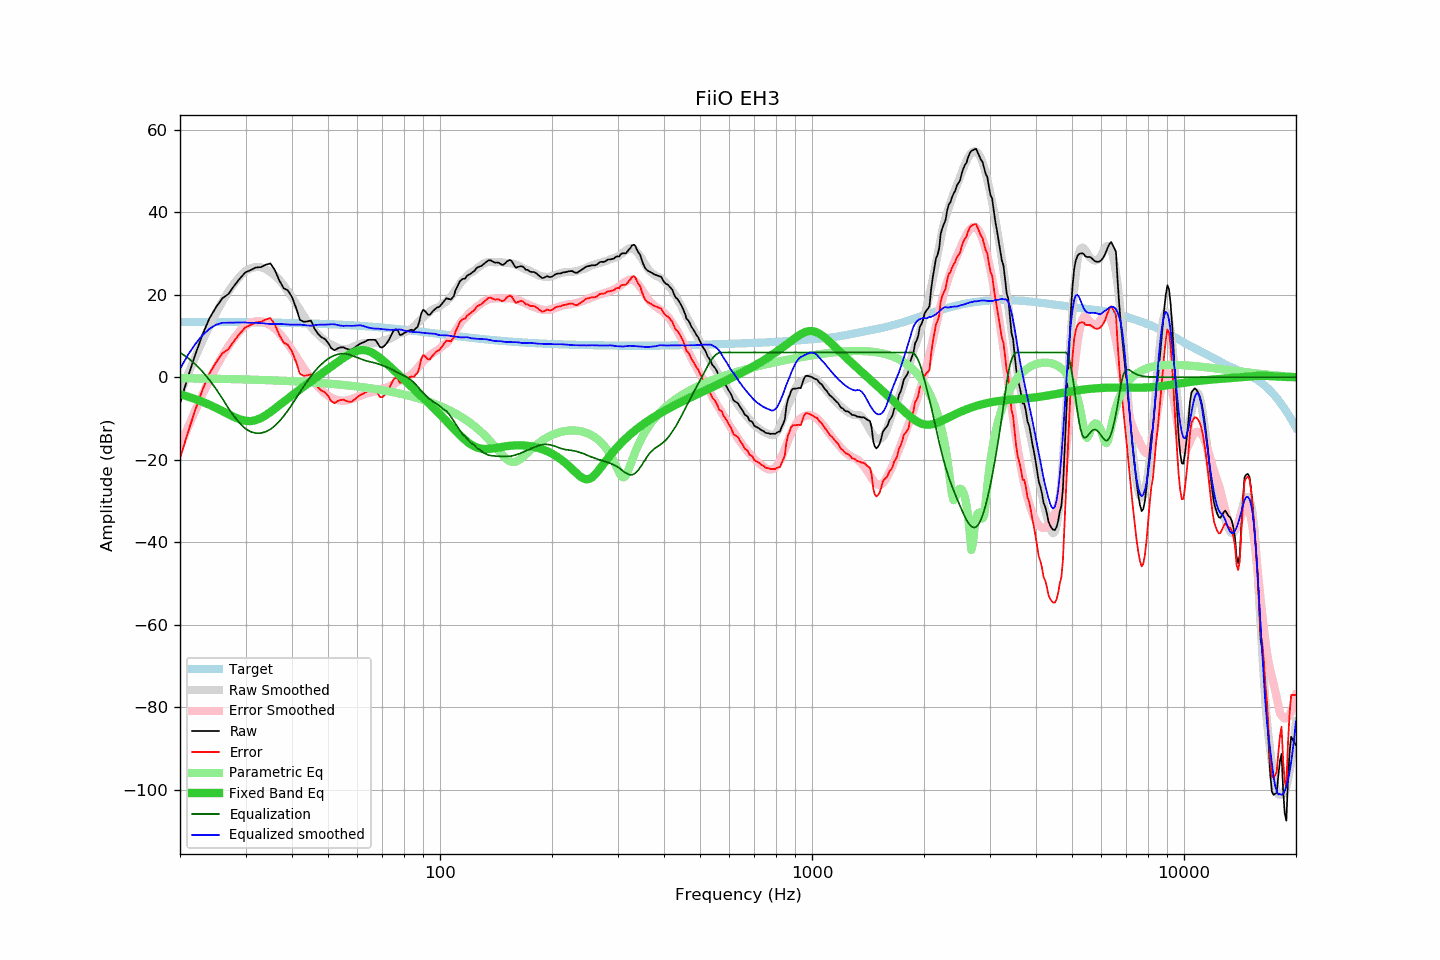 FiiO EH3
60
40
20
0
−20
−40
−60
−80
−100
Amplitude (dBr)
Target
Raw Smoothed
Error Smoothed
Raw
Error
Parametric Eq
Fixed Band Eq
Equalization
Equalized smoothed
100
1000
10000
Frequency (Hz)